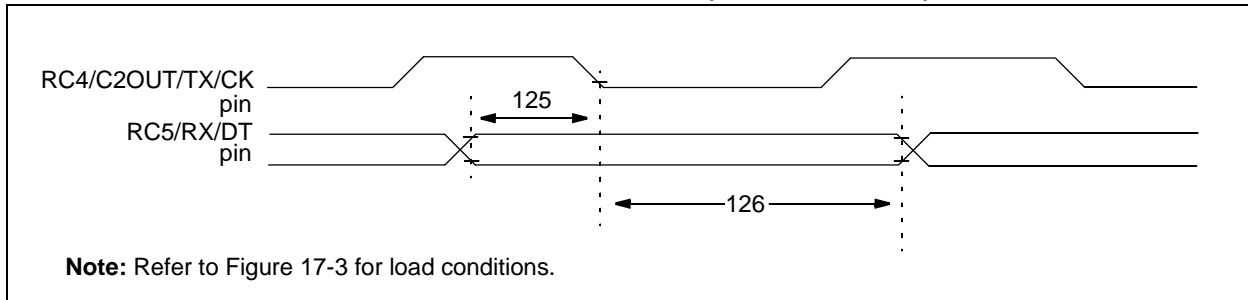 RC4/C2OUT/TX/CK
pin
125
RC5/RX/DT
pin
126
Note: Refer to Figure 17-3 for load conditions.